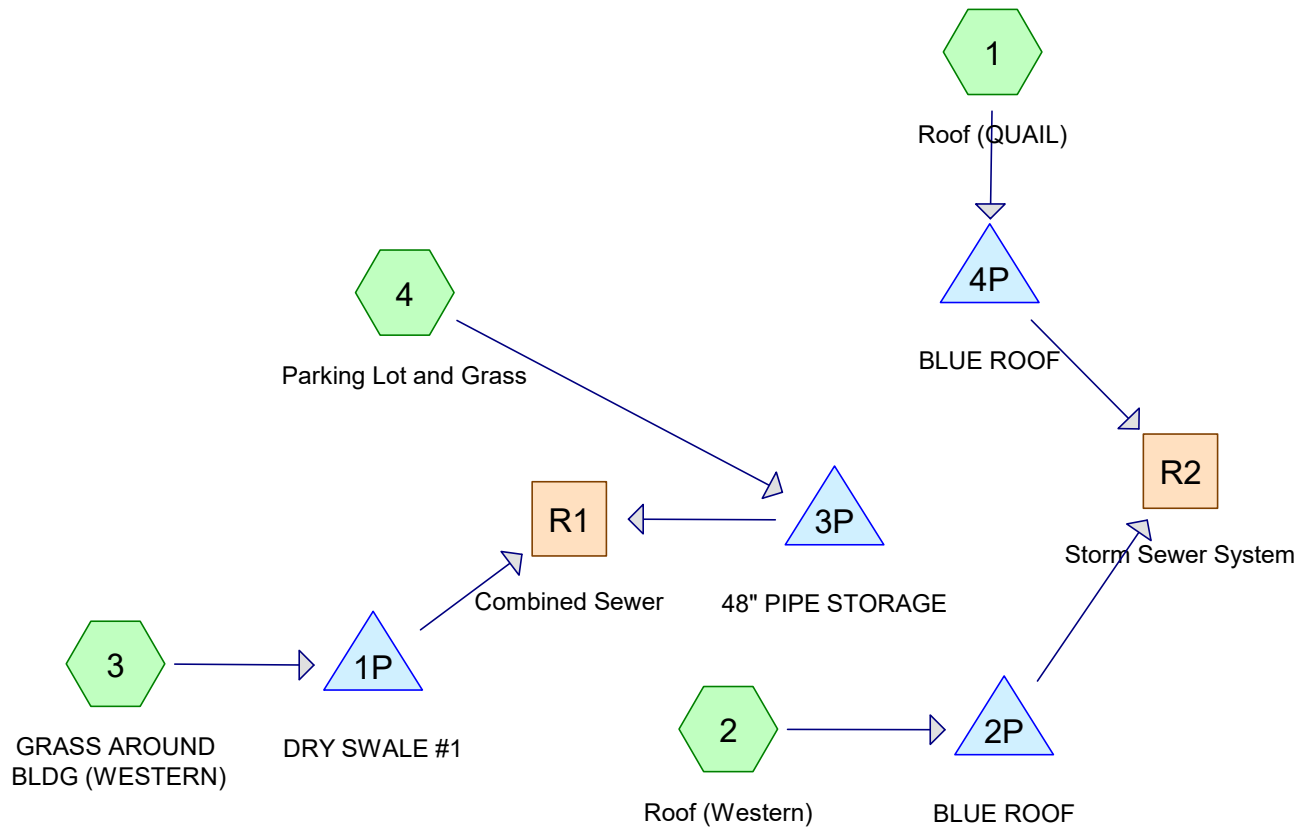 1
Roof (QUAIL)
4P
BLUE ROOF
4
Parking Lot and Grass
R2
Storm Sewer System
R1
Combined Sewer
3P
48" PIPE STORAGE
3
GRASS AROUND
BLDG (WESTERN)
1P
DRY SWALE #1
2
Roof (Western)
2P
BLUE ROOF